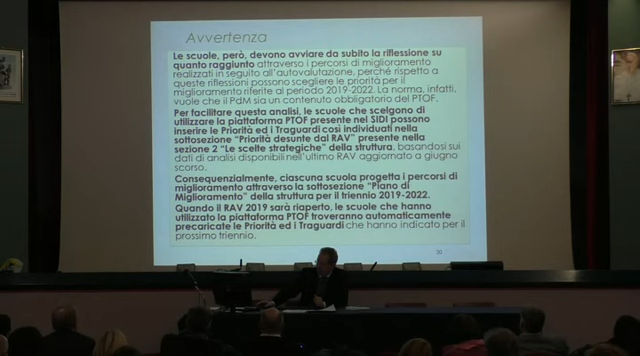 Avvertenza
Le scuole, però, devono avviare da subito la riflessione su
quanto raggiunto attraverso i percorsi di miglioramento
realizzati in seguito all'autovalutazione, perché rispetto a
queste riflessioni possono scegliere le priorità per il
miglioramento riferite al periodo 2019-2022. La norma, infatti,
vuole che il PdM sia un contenuto obbligatorio del PTOF.
Per facilitare questa analisi, le scuole che scelgono di
utilizzare la piattaforma PTOF presente nel SIDI possono
inserire le Priorità ed i Traguardi così individuati nella
sottosezione "Priorità desunte dal RAV" presente nella
sezione 2 "Le scelte strategiche" della struttura, basandosi sui
dati di analisi disponibili nell'ultimo RAV aggiornato a giugno
scorso.
Consequenzialmente, ciascuna scuola progetta i percorsi di
miglioramento attraverso la sottosezione "Piano di
Miglioramento" della struttura per il triennio 2019-2022.
Quando il RAV 2019 sarà riaperto, le scuole che hanno
utilizzato la piattaforma PTOF troveranno automaticamente
precaricate le Priorità ed i Traguardi che hanno indicato per il
prossimo triennio.
30